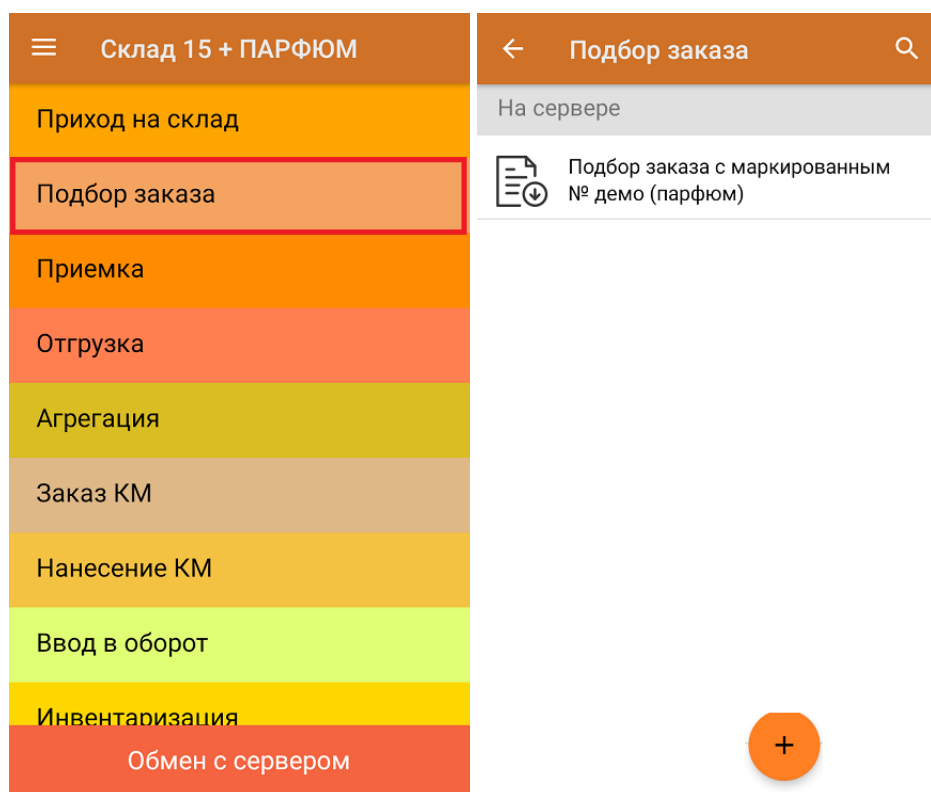 Склад 15 + ПАРФЮМ
Приход на склад
Подбор заказа
Приемка
Отгрузка
Агрегация
Заказ КМ
Нанесение КМ
Ввод в оборот
Инвентаризация
Обмен с сервером
Подбор заказа
На сервере
Подбор заказа с маркированным
№ демо (парфюм)
+